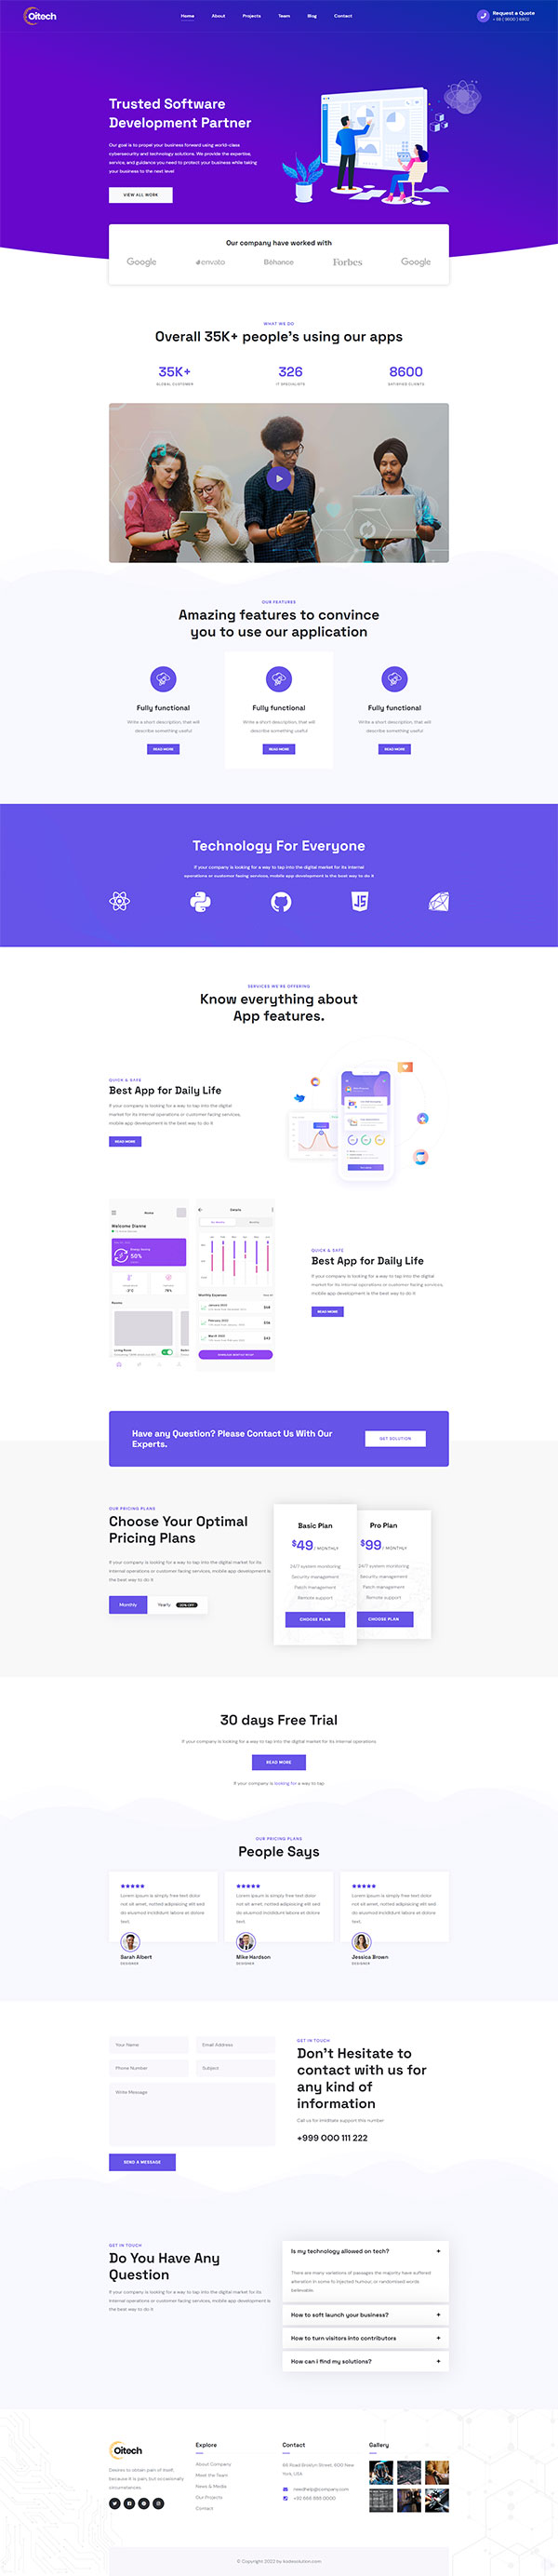 Oitech
Home About Projects Team Blog Contact
Request a Quote
+ 88 ( 9600 ) 6002
Trusted Software
Development Partner
Our goal is to propel your business forward using world-class
cybersecurity and technology solutions. We provide the expertise,
service, and guidance you need to protect your business while taking
your business to the next level
VIEW ALL WORK
Our company have worked with
Google envato Bēhance Forbes Google
WHAT WE DO
Overall 35K+ people's using our apps
35K+ 326 8600
GLOBAL CUSTOMER IT SPECIALISTS SATISFIED CLIENTS
OUR FEATURES
Amazing features to convince
you to use our application
Fully functional Fully functional Fully functional
Write a short description, that will Write a short description, that will Write a short description, that will
describe something useful describe something useful describe something useful
READ MORE READ MORE READ MORE
Technology For Everyone
If your company is looking for a way to tap into the digital market for its internal
operations or customer facing services, mobile app development is the best way to do it
JS
SERVICES WE'RE OFFERING
Know everything about
App features.
QUICK & SAFE
Best App for Daily Life
If your company is looking for a way to tap into the digital
market for its internal operations or customer facing services,
mobile app development is the best way to do it
READ MORE
Home
Welcome Dianne
50%
Rooms
Living Room
Details
Monthly Expenses
January 2022
$48
February 2022
$56
March 2022
$43
QUICK & SAFE
Best App for Daily Life
If your company is looking for a way to tap into the digital
market for its internal operations or customer facing services,
mobile app development is the best way to do it
READ MORE
Have any Question? Please Contact Us With Our
Experts.
GET SOLUTION
OUR PRICING PLANS
Choose Your Optimal
Pricing Plans
If your company is looking for a way to tap into the digital market for its
internal operations or customer facing services, mobile app development is
the best way to do it
Monthly Yearly
Basic Plan
$49 / MONTHLY
24/7 system monitoring
Security management
Patch management
Remote support
CHOOSE PLAN
Pro Plan
$99 / MONTHLY
24/7 system monitoring
Security management
Patch management
Remote support
CHOOSE PLAN
30 days Free Trial
If your company is looking for a way to tap into the digital market for its internal operations
READ MORE
If your company is looking for a way to tap
OUR PRICING PLANS
People Says
Lorem ipsum is simply free text dolor
not sit amet, notted adipisicing elit sed
do eiusmod incididunt labore et dolore
text.
Sarah Albert
DESIGNER
Lorem ipsum is simply free text dolor
not sit amet, notted adipisicing elit sed
do eiusmod incididunt labore et dolore
text.
Mike Hardson
DESIGNER
Lorem ipsum is simply free text dolor
not sit amet, notted adipisicing elit sed
do eiusmod incididunt labore et dolore
text.
Jessica Brown
DESIGNER
Your Name Email Address
Phone Number Subject
Write Message
SEND A MESSAGE
GET IN TOUCH
Don't Hesitate to
contact with us for
any kind of
information
Call us for imidiate support this number
+999 000 111 222
GET IN TOUCH
Do You Have Any
Question
If your company is looking for a way to tap into the digital market for its
internal operations or customer facing services, mobile app development is
the best way to do it
Is my technology allowed on tech? +
There are many variations of passages the majority have suffered
alteration in some fo injected humour, or randomised words
believable.
How to soft launch your business? +
How to turn visitors into contributors +
How can i find my solutions? +
Oitech
Desires to obtain pain of itself,
because it is pain, but occasionally
circumstances.
Explore
About Company
Meet the Team
News & Media
Our Projects
Contact
Contact
66 Road Broklyn Street, 600 New
York, USA
needhelp@company.com
Gallery